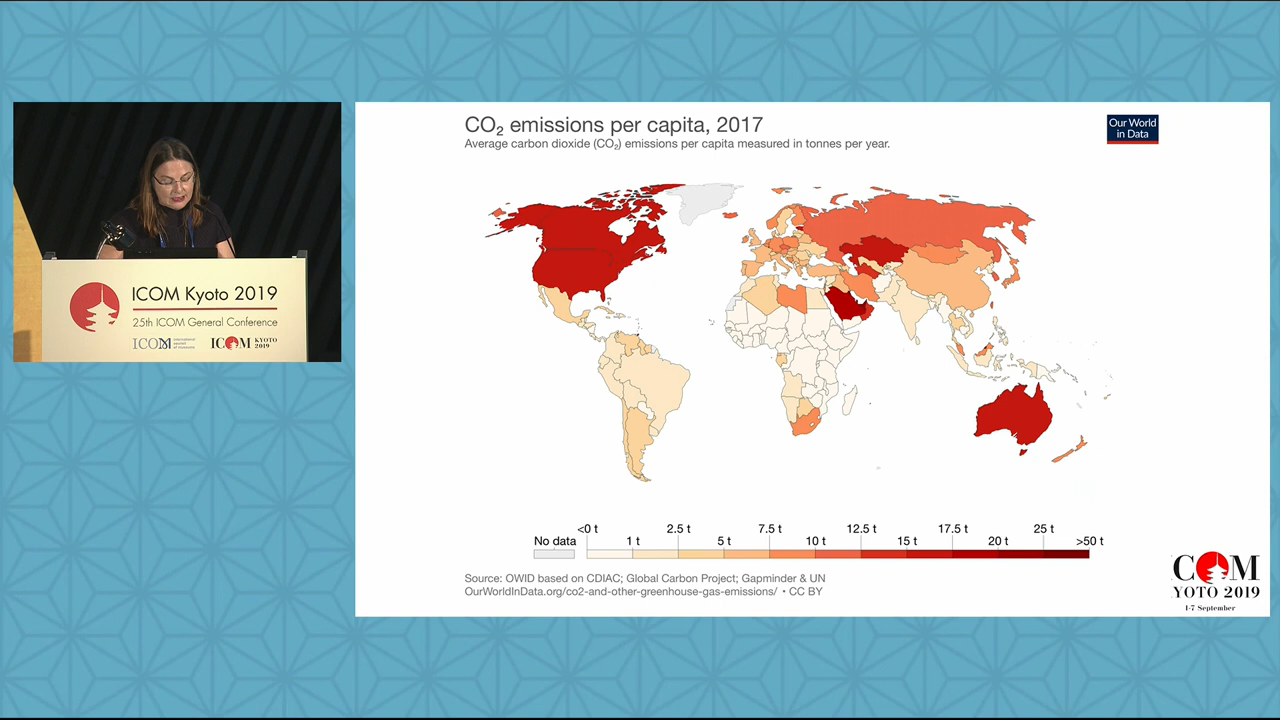 ICOM Kyoto 2019
25th ICOM General Conference
ICOM
international
council
of museums
ICOM KYOTO
2019
CO₂ emissions per capita, 2017
Average carbon dioxide (CO₂) emissions per capita measured in tonnes per year.
Our World
in Data
<0 t 2.5 t 7.5 t 12.5 t 17.5 t 25 t
No data 1 t 5 t 10 t 15 t 20 t >50 t
Source: OWID based on CDIAC; Global Carbon Project; Gapminder & UN
OurWorldInData.org/co2-and-other-greenhouse-gas-emissions/ • CC BY
COM
YOTO 2019
1-7 September